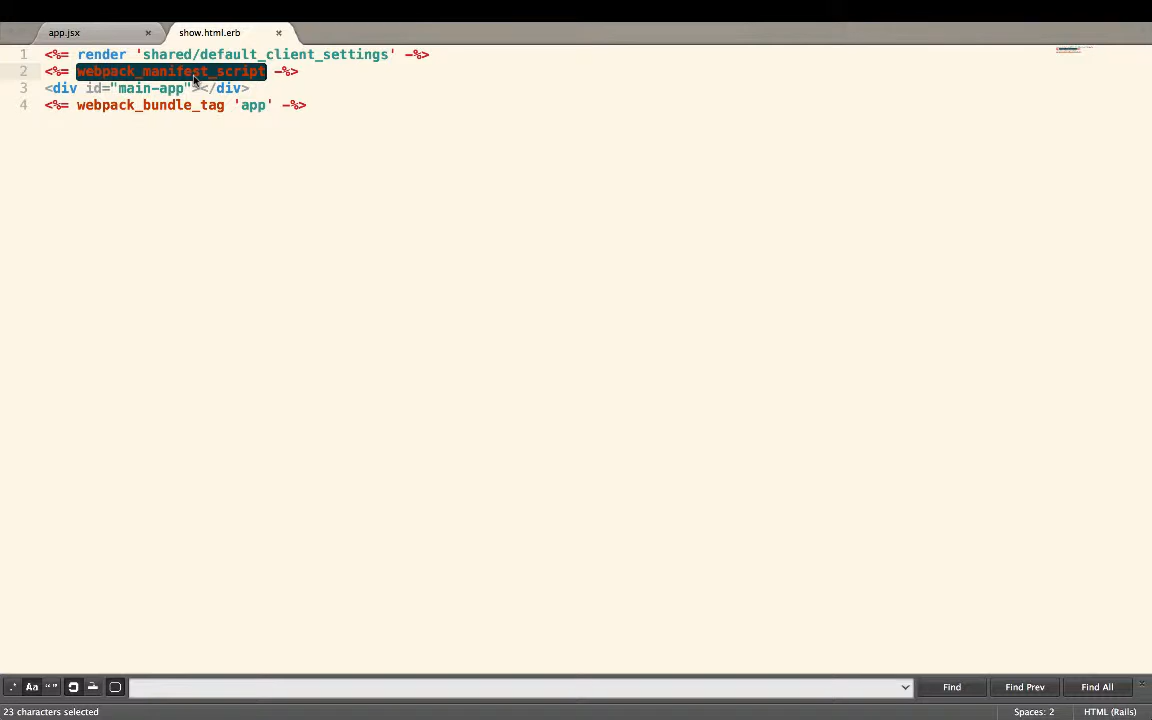 app.jsx × show.html.erb ×
1 <%= render 'shared/default_client_settings' -%>
2 <%= webpack_manifest_script -%>
3 <div id="main-app"></div>
4 <%= webpack_bundle_tag 'app' -%>
.* Aa “” Find Find Prev Find All ×
23 characters selected Spaces: 2 HTML (Rails)